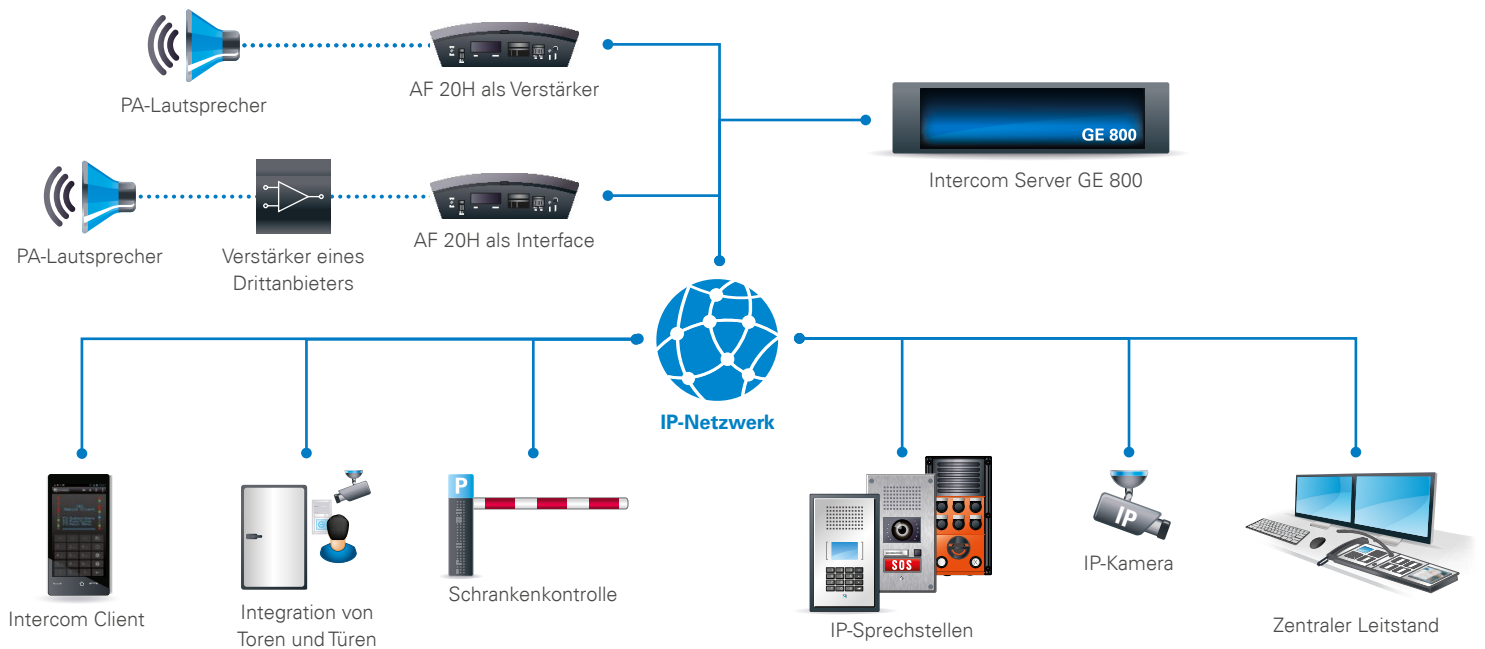 PA-Lautsprecher
AF 20H als Verstärker
GE 800
Intercom Server GE 800
PA-Lautsprecher
Verstärker eines
Drittanbieters
AF 20H als Interface
IP-Netzwerk
Intercom Client
Integration von
Toren und Türen
P
Schrankenkontrolle
SOS
IP-Sprechstellen
IP
IP-Kamera
Zentraler Leitstand